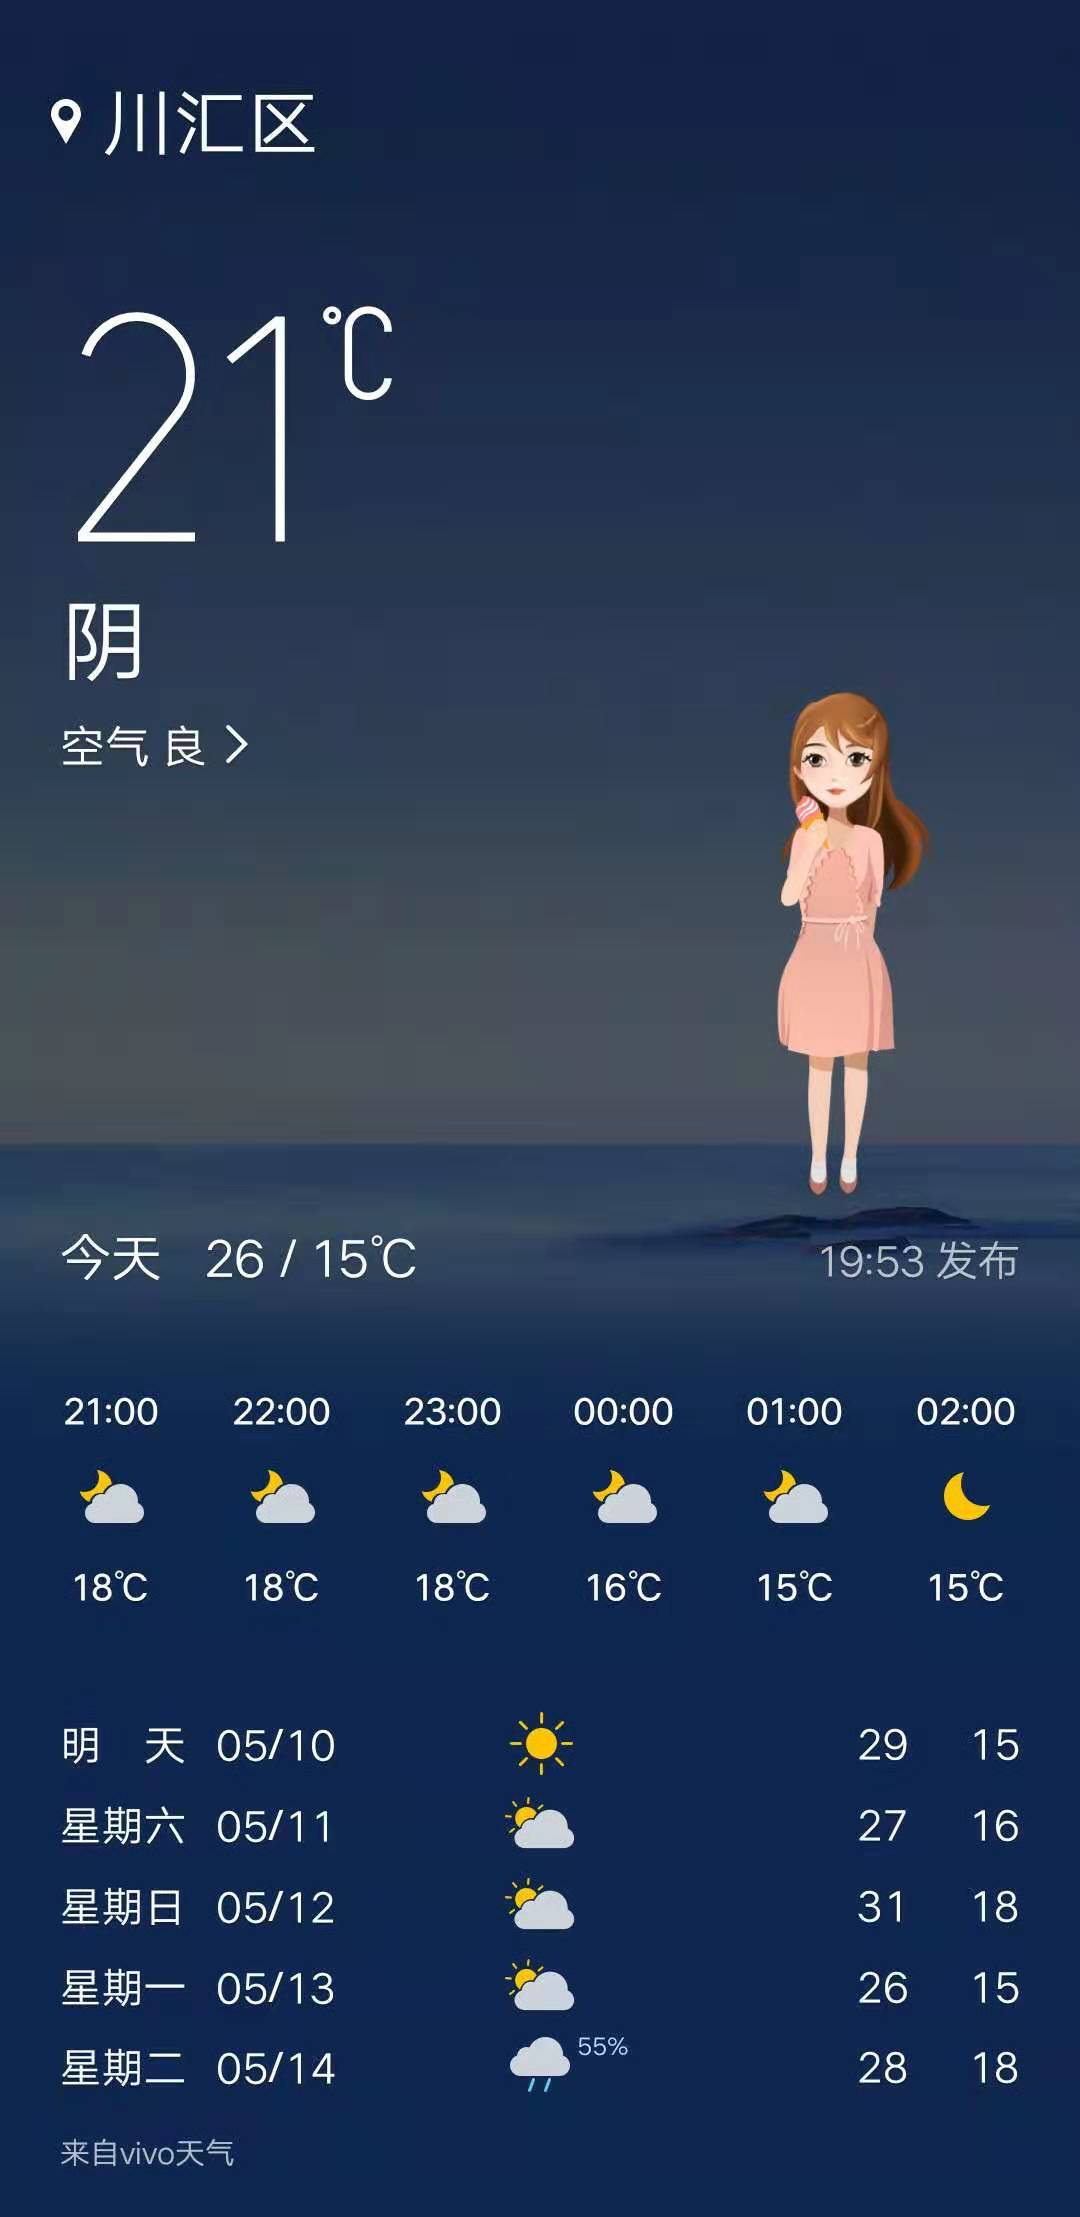 川汇区
21℃
阴
空气 良
今天 26 / 15℃ 19:53 发布
21:00 22:00 23:00 00:00 01:00 02:00
18℃ 18℃ 18℃ 16℃ 15℃ 15℃
明 天 05/10 29 15
星期六 05/11 27 16
星期日 05/12 31 18
星期一 05/13 26 15
星期二 05/14 55% 28 18
来自vivo天气